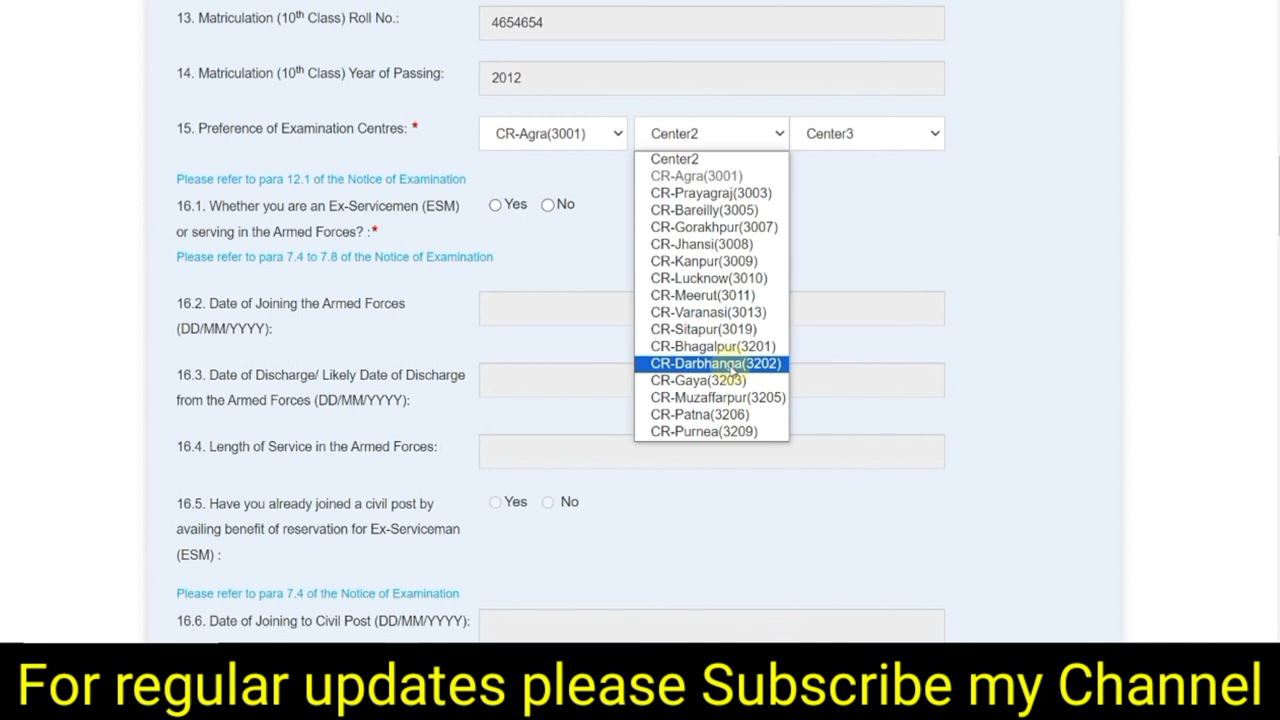 13. Matriculation (10th Class) Roll No.:
4654654
14. Matriculation (10th Class) Year of Passing:
2012
15. Preference of Examination Centres: *
CR-Agra(3001)
Center2
Center3
Center2
CR-Agra(3001)
CR-Prayagraj(3003)
CR-Bareilly(3005)
CR-Gorakhpur(3007)
CR-Jhansi(3008)
CR-Kanpur(3009)
CR-Lucknow(3010)
CR-Meerut(3011)
CR-Varanasi(3013)
CR-Sitapur(3019)
CR-Bhagalpur(3201)
CR-Darbhanga(3202)
CR-Gaya(3203)
CR-Muzaffarpur(3205)
CR-Patna(3206)
CR-Purnea(3209)
Please refer to para 12.1 of the Notice of Examination
16.1. Whether you are an Ex-Servicemen (ESM)
or serving in the Armed Forces? :*
Yes
No
Please refer to para 7.4 to 7.8 of the Notice of Examination
16.2. Date of Joining the Armed Forces
(DD/MM/YYYY):
16.3. Date of Discharge/ Likely Date of Discharge
from the Armed Forces (DD/MM/YYYY):
16.4. Length of Service in the Armed Forces:
16.5. Have you already joined a civil post by
availing benefit of reservation for Ex-Serviceman
(ESM) :
Yes
No
Please refer to para 7.4 of the Notice of Examination
16.6. Date of Joining to Civil Post (DD/MM/YYYY):
For regular updates please Subscribe my Channel